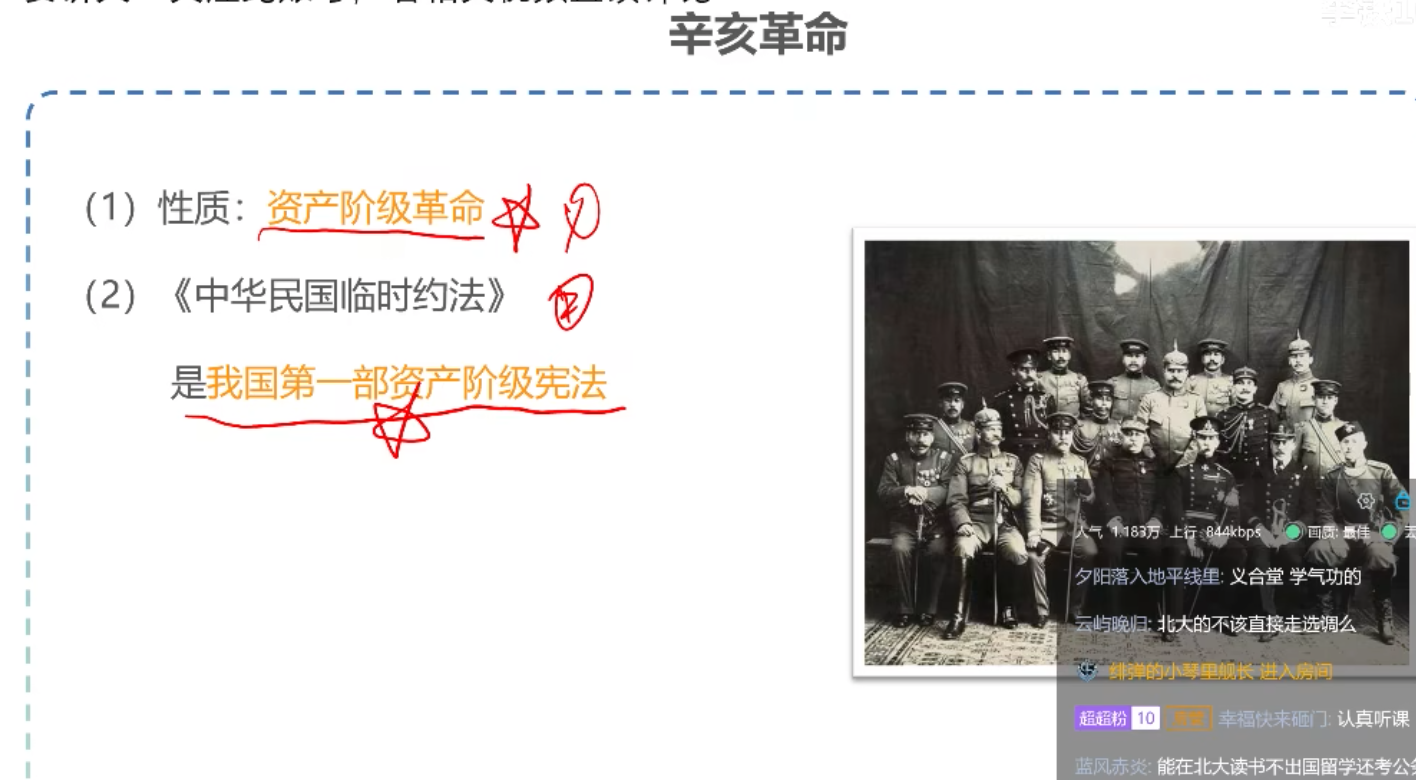 辛亥革命
（1）性质：资产阶级革命
（2）《中华民国临时约法》
是我国第一部资产阶级宪法
人气 1.183万 上行 844kbps 画质: 最佳 云
夕阳落入地平线里: 义合堂 学气功的
云屿晚归: 北大的不该直接走选调么
绯弹的小琴里舰长 进入房间
超超粉 10 幸福快来砸门: 认真听课
蓝风赤炎: 能在北大读书不出国留学还考公务